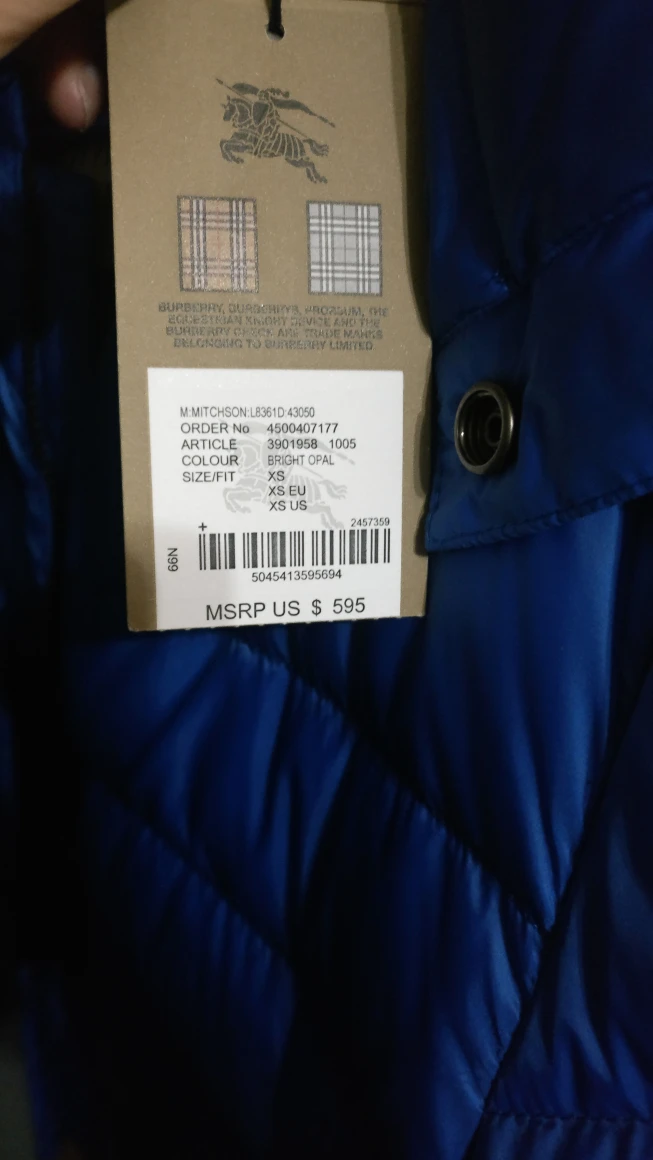 BURBERRY, BURBERRYS, PRORSUM, THE
EQUESTRIAN KNIGHT DEVICE AND THE
BURBERRY CHECK ARE TRADE MARKS
BELONGING TO BURBERRY LIMITED
M:MITCHSON:L8361D:43050
ORDER No 4500407177
ARTICLE 3901958 1005
COLOUR BRIGHT OPAL
SIZE/FIT XS
XS EU
XS US
+
2457359
N99
5045413595694
MSRP US $ 595